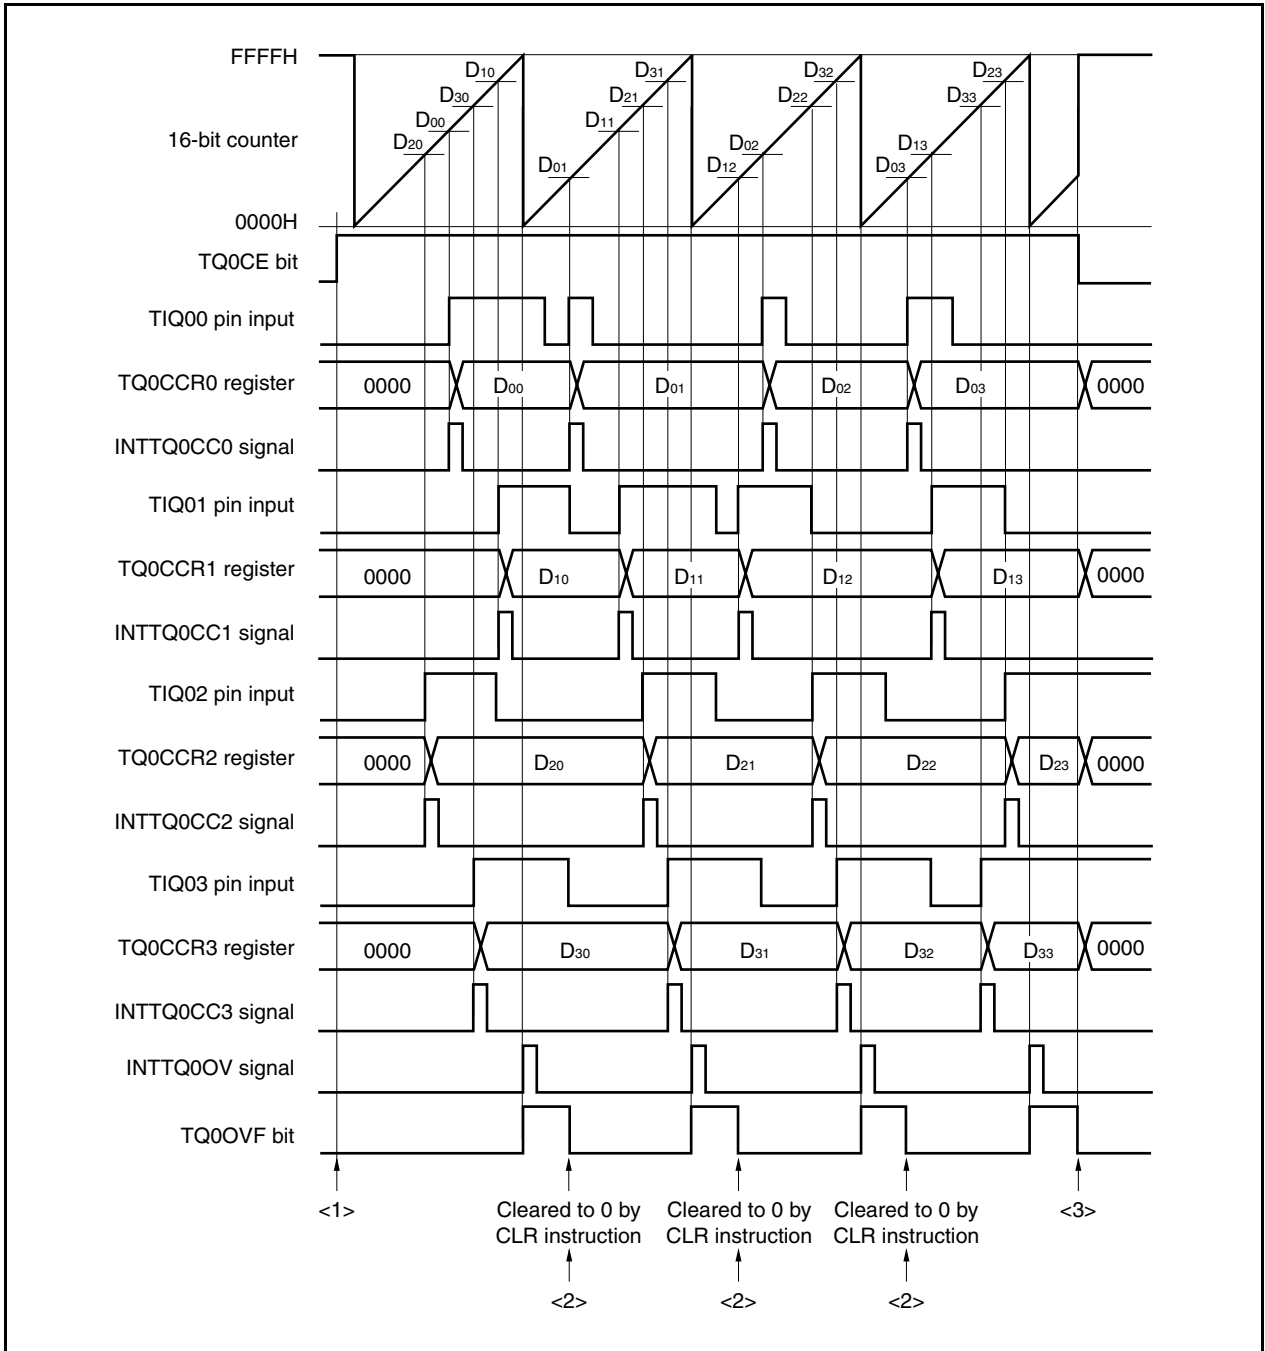 FFFFH
D10
D31
D32
D23
D30
D21
D22
D33
D00
D11
16-bit counter
D20
D02
D13
D01
D12
D03
0000H
TQ0CE bit
TIQ00 pin input
TQ0CCR0 register
0000
D00
D01
D02
D03
0000
INTTQ0CC0 signal
TIQ01 pin input
TQ0CCR1 register
0000
D10
D11
D12
D13
0000
INTTQ0CC1 signal
TIQ02 pin input
TQ0CCR2 register
0000
D20
D21
D22
D23
0000
INTTQ0CC2 signal
TIQ03 pin input
TQ0CCR3 register
0000
D30
D31
D32
D33
0000
INTTQ0CC3 signal
INTTQ0OV signal
TQ0OVF bit
<1>
Cleared to 0 by
CLR instruction
Cleared to 0 by
CLR instruction
Cleared to 0 by
CLR instruction
<3>
<2>
<2>
<2>